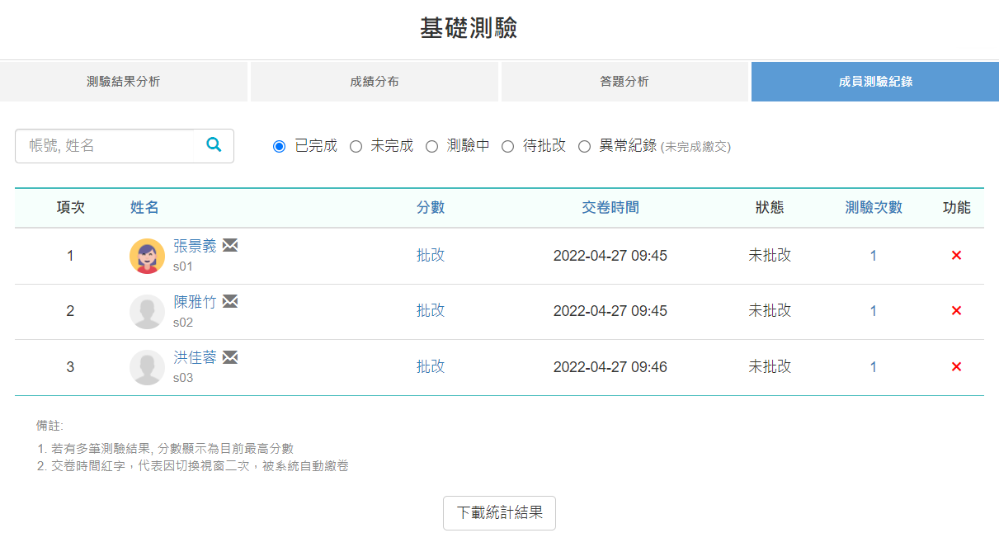 基礎測驗
測驗結果分析 成績分布 答題分析 成員測驗紀錄
帳號, 姓名 已完成 未完成 測驗中 待批改 異常紀錄 (未完成繳交)
項次 姓名 分數 交卷時間 狀態 測驗次數 功能
1 張景義 批改 2022-04-27 09:45 未批改 1
s01
2 陳雅竹 批改 2022-04-27 09:45 未批改 1
s02
3 洪佳蓉 批改 2022-04-27 09:46 未批改 1
s03
備註:
1. 若有多筆測驗結果, 分數顯示為目前最高分數
2. 交卷時間紅字，代表因切換視窗二次，被系統自動繳卷
下載統計結果